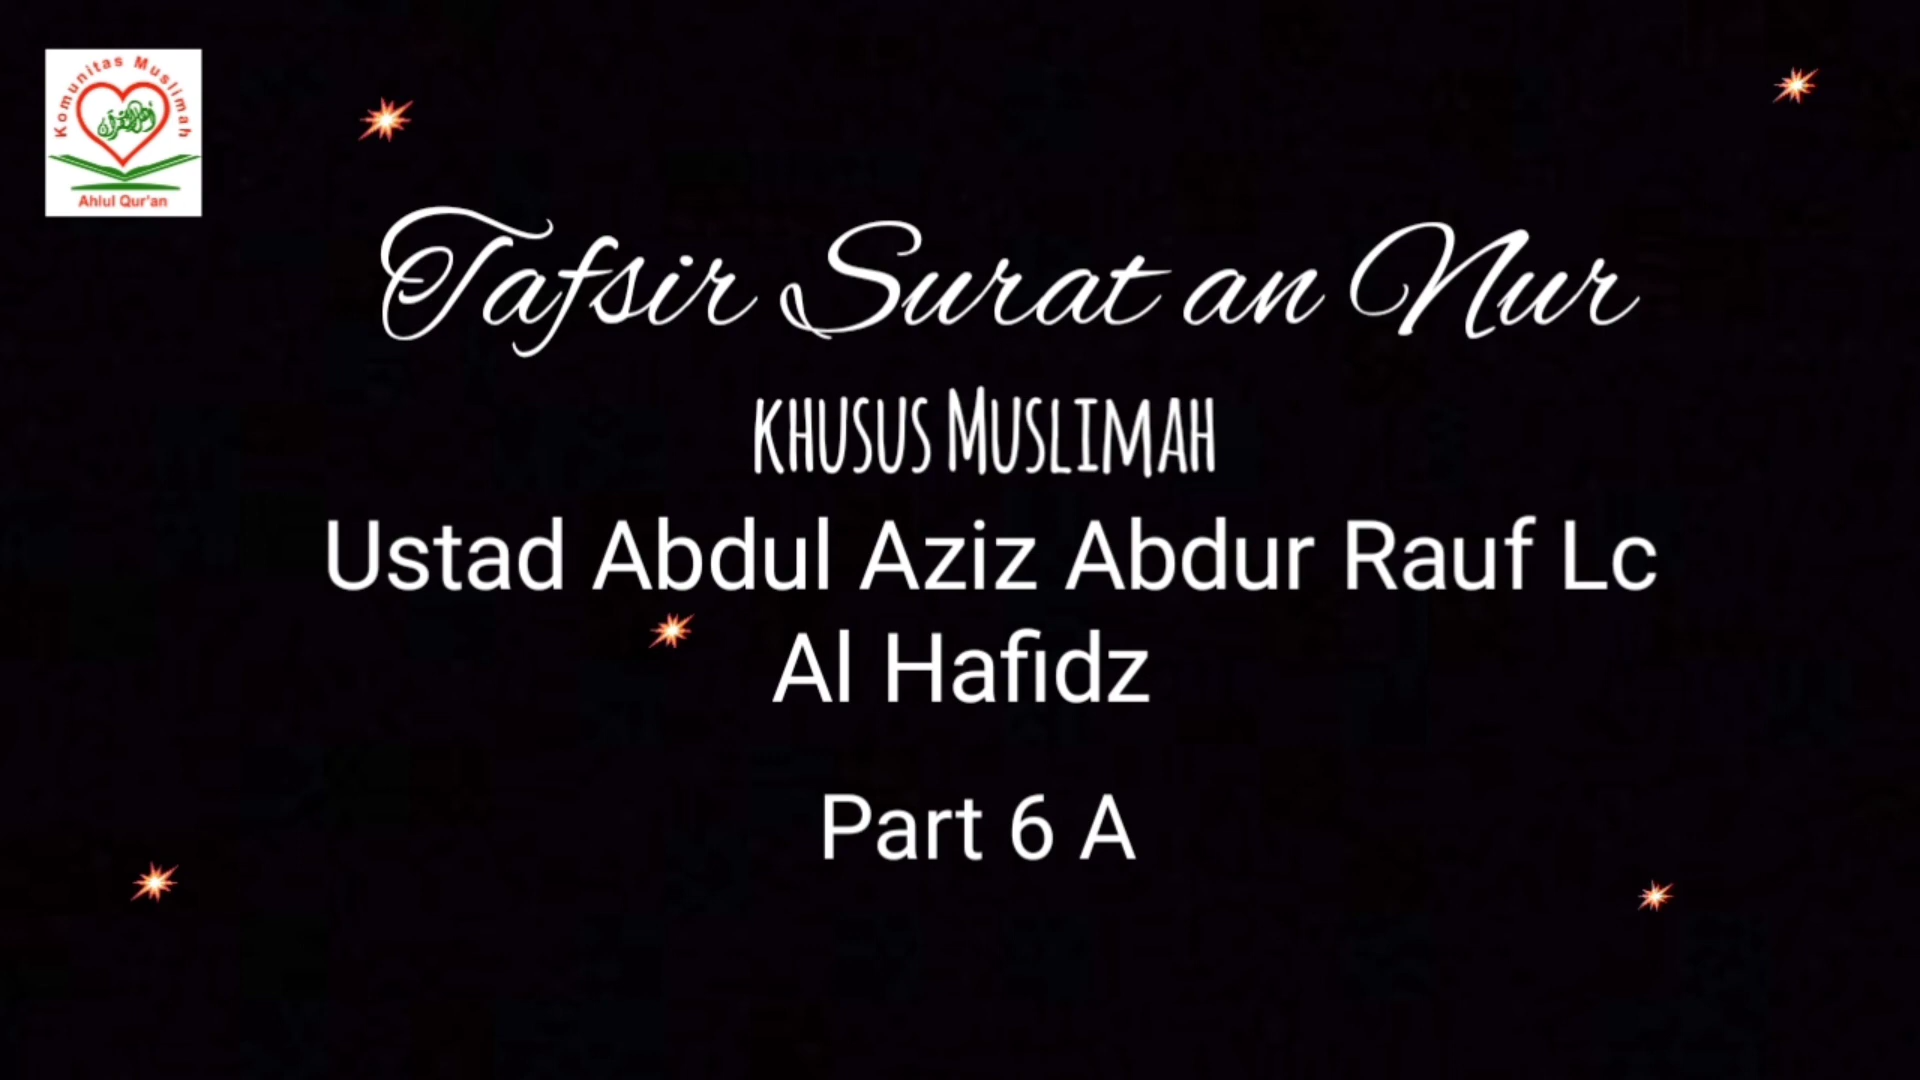 Komunitas Muslimah
Ahlul Qur'an
Tafsir Surat an Nur
KHUSUS MUSLIMAH
Ustad Abdul Aziz Abdur Rauf Lc
Al Hafidz
Part 6 A